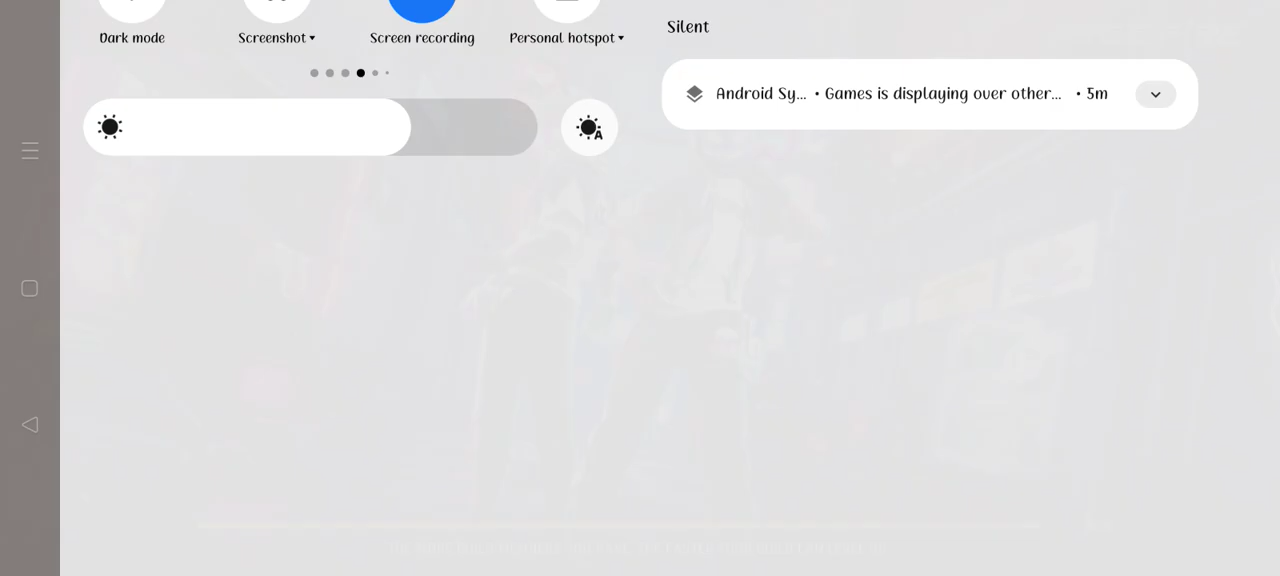 Dark mode
Screenshot
Screen recording
Personal hotspot
Silent
Android Sy... • Games is displaying over other... • 5m
A